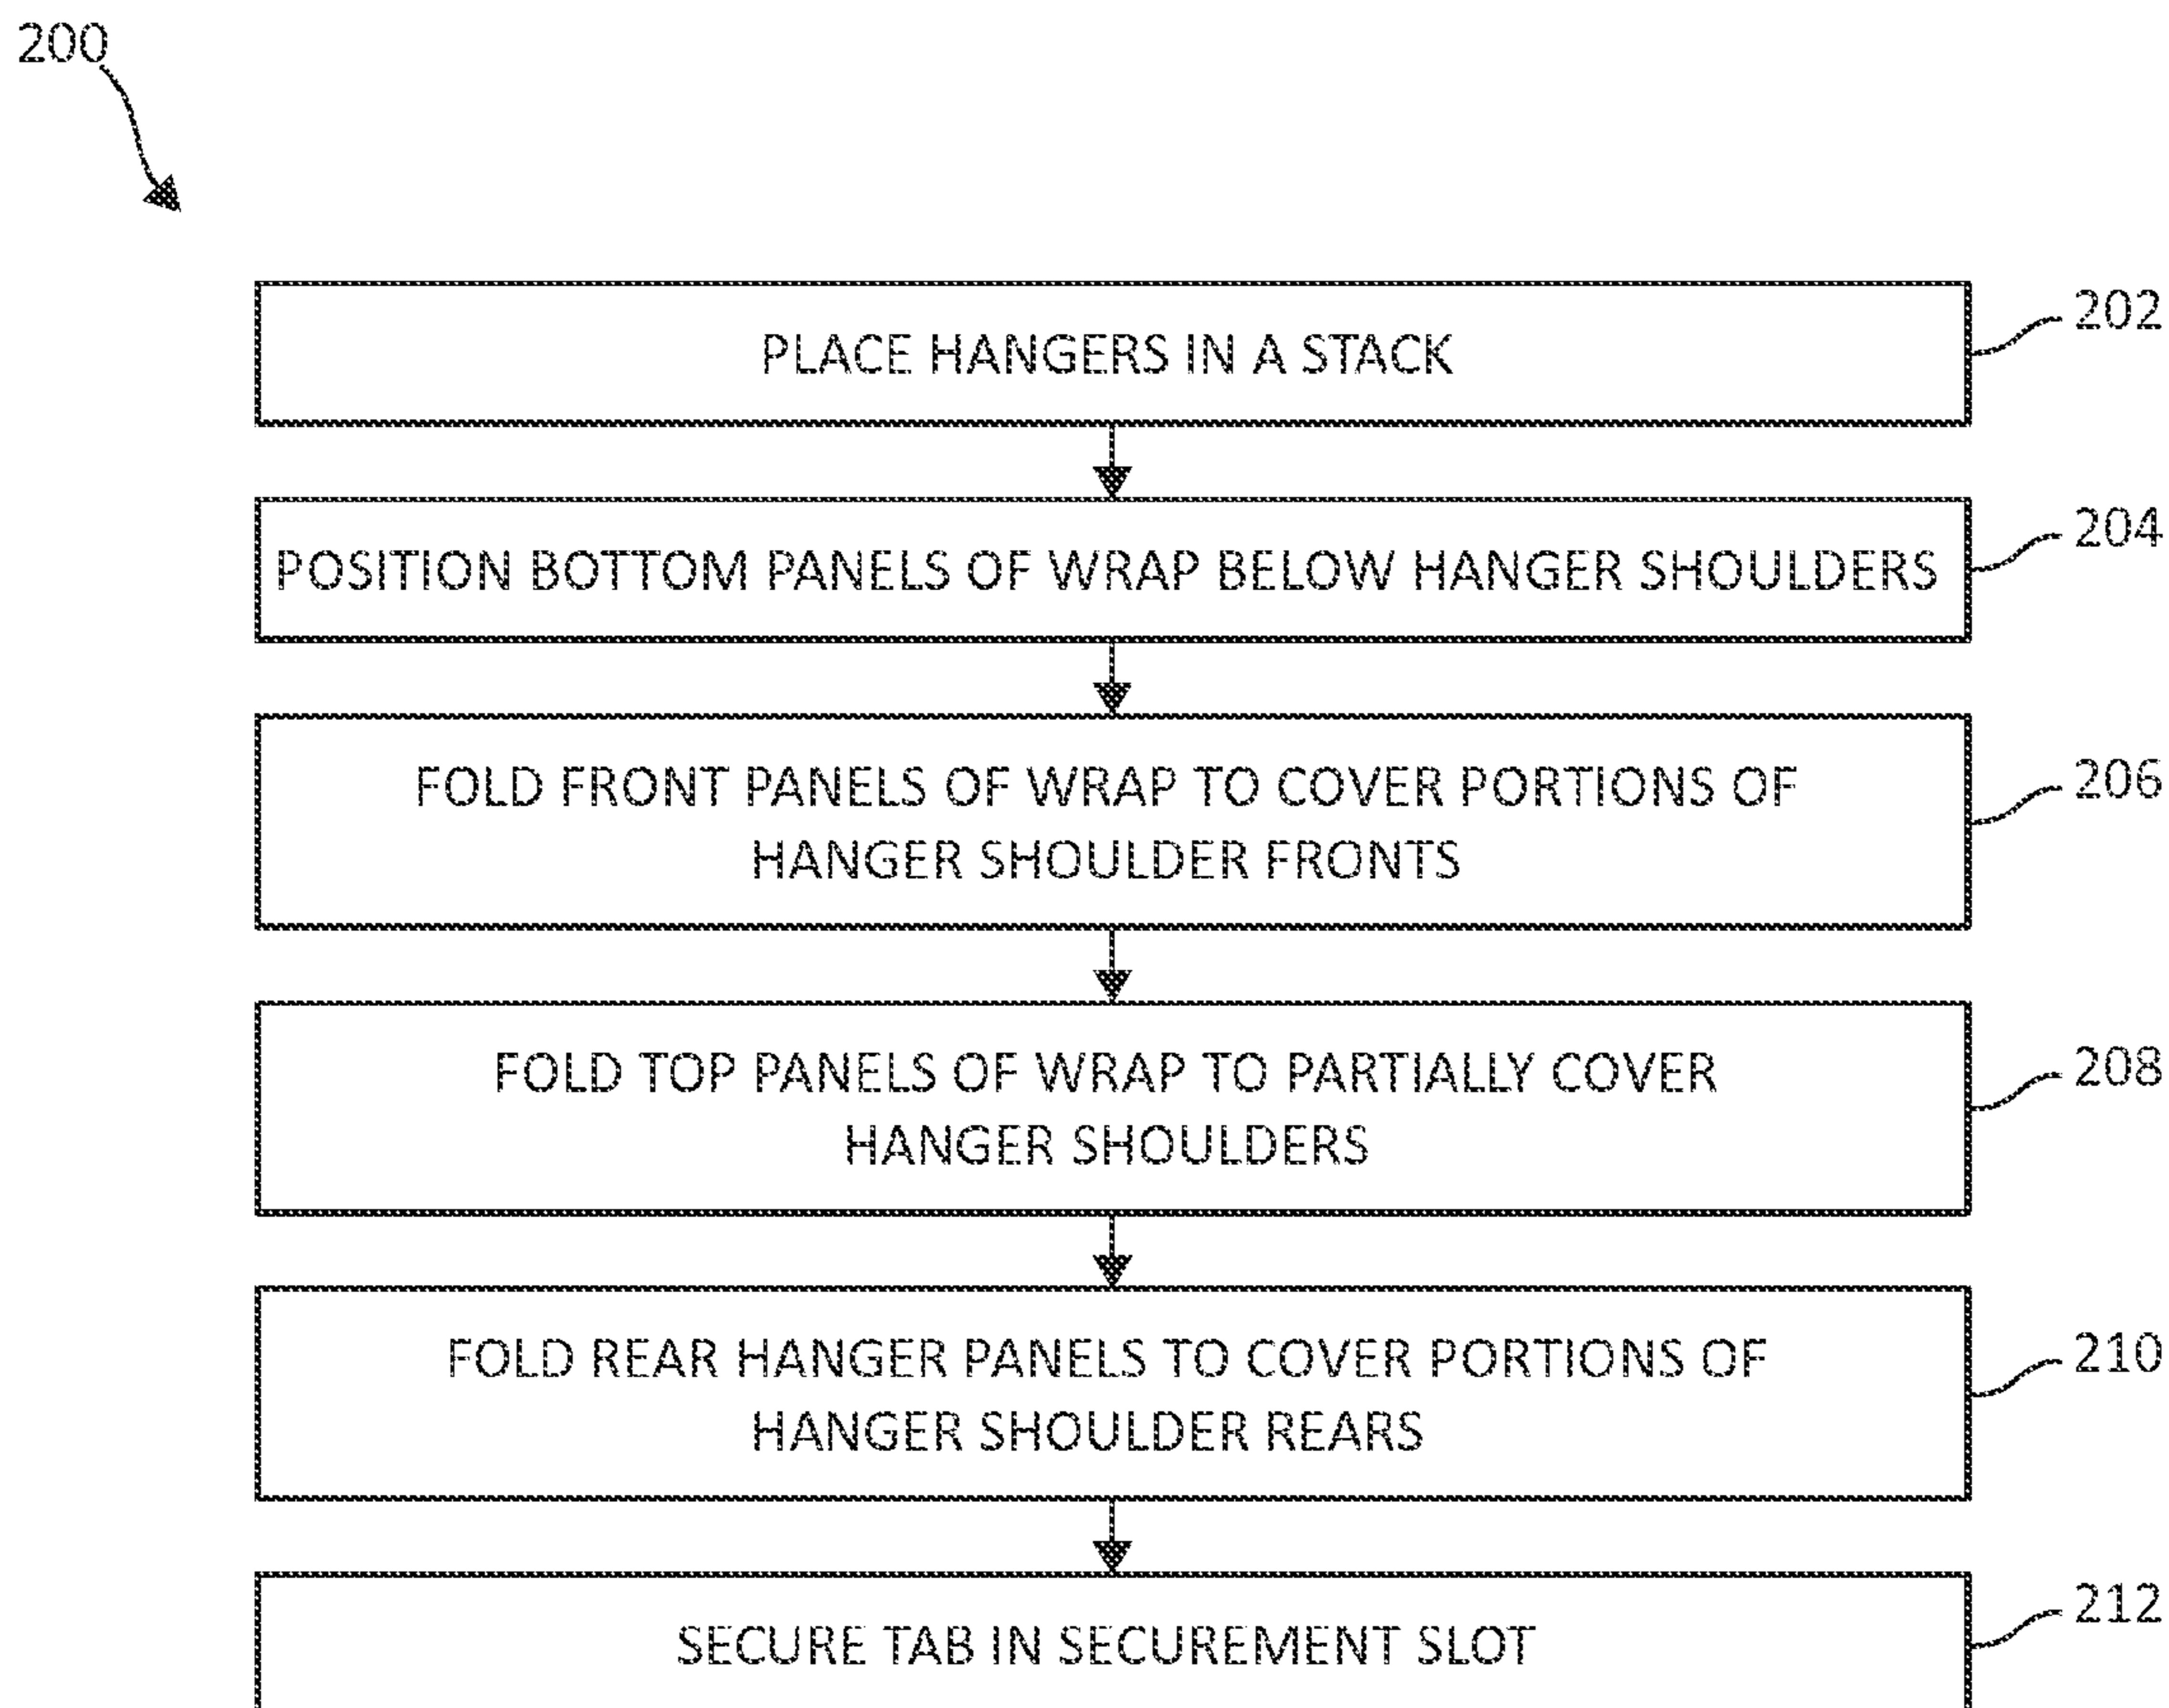 200
PLACE HANGERS IN A STACK
202
POSITION BOTTOM PANELS OF WRAP BELOW HANGER SHOULDERS
204
FOLD FRONT PANELS OF WRAP TO COVER PORTIONS OF
HANGER SHOULDER FRONTS
206
FOLD TOP PANELS OF WRAP TO PARTIALLY COVER
HANGER SHOULDERS
208
FOLD REAR HANGER PANELS TO COVER PORTIONS OF
HANGER SHOULDER REARS
210
SECURE TAB IN SECUREMENT SLOT
212